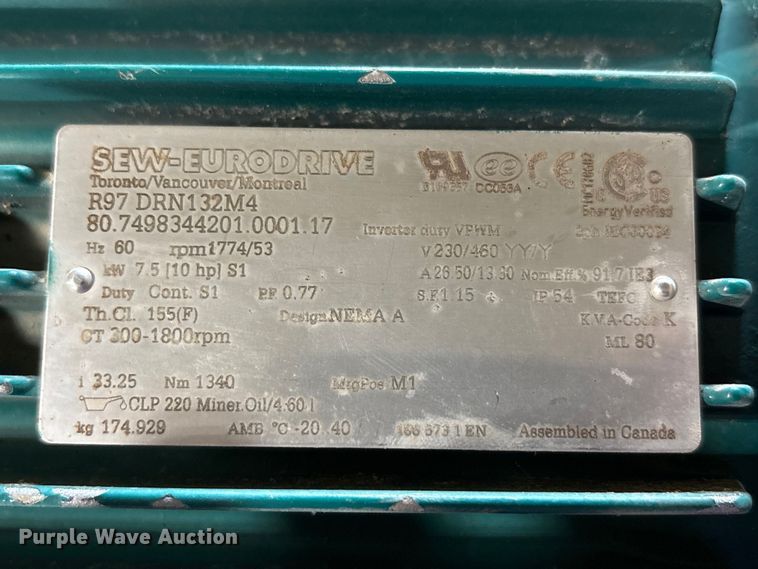 SEW-EURODRIVE
Toronto/Vancouver/Montreal
R97 DRN132M4
80.7498344201.0001.17 Inverter duty VPWM 3ph IEC60034
Energy Verified
Hz 60 rpm 1774/53 V 230/460 YY/Y
kW 7.5 [10 hp] S1 A 26.50/13.30 Nom.Eff.% 91.7 IE3
Duty Cont. S1 P.F. 0.77 S.F. 1.15 IP 54 TEFC
Th.Cl. 155(F) Design NEMA A K.V.A.-Code K
CT 300-1800rpm ML 80
i 33.25 Nm 1340 MtgPos M1
CLP 220 Miner.Oil/4.60 l
kg 174.929 AMB °C -20..40 EN Assembled in Canada
Purple Wave Auction